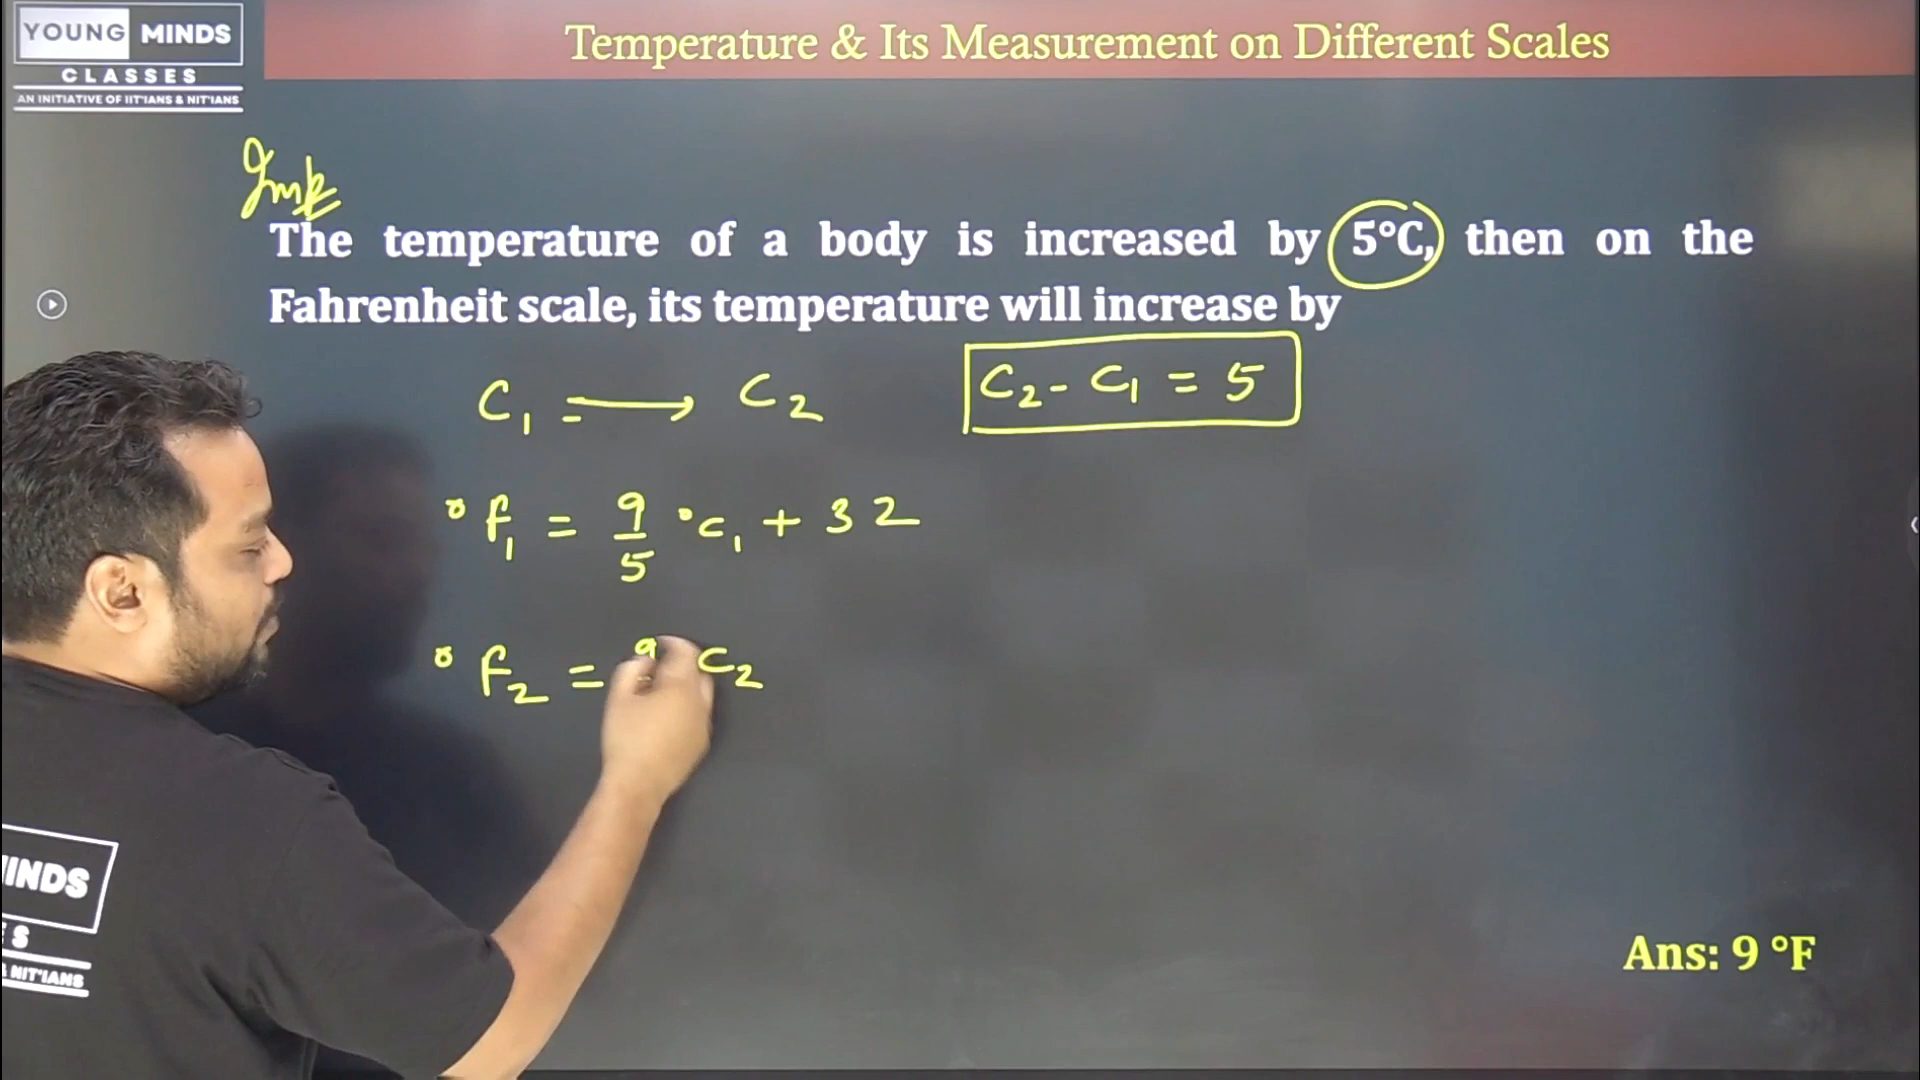 YOUNG MINDS
CLASSES
AN INITIATIVE OF IIT'IANS & NIT'IANS
Temperature & Its Measurement on Different Scales
Imp
The temperature of a body is increased by 5°C, then on the
Fahrenheit scale, its temperature will increase by
C₁ = ⟶ C₂
C₂ - C₁ = 5
°F₁ = 9/5 °C₁ + 32
°F₂ = 9 C₂
INDS
S
& NIT'IANS
Ans: 9 °F